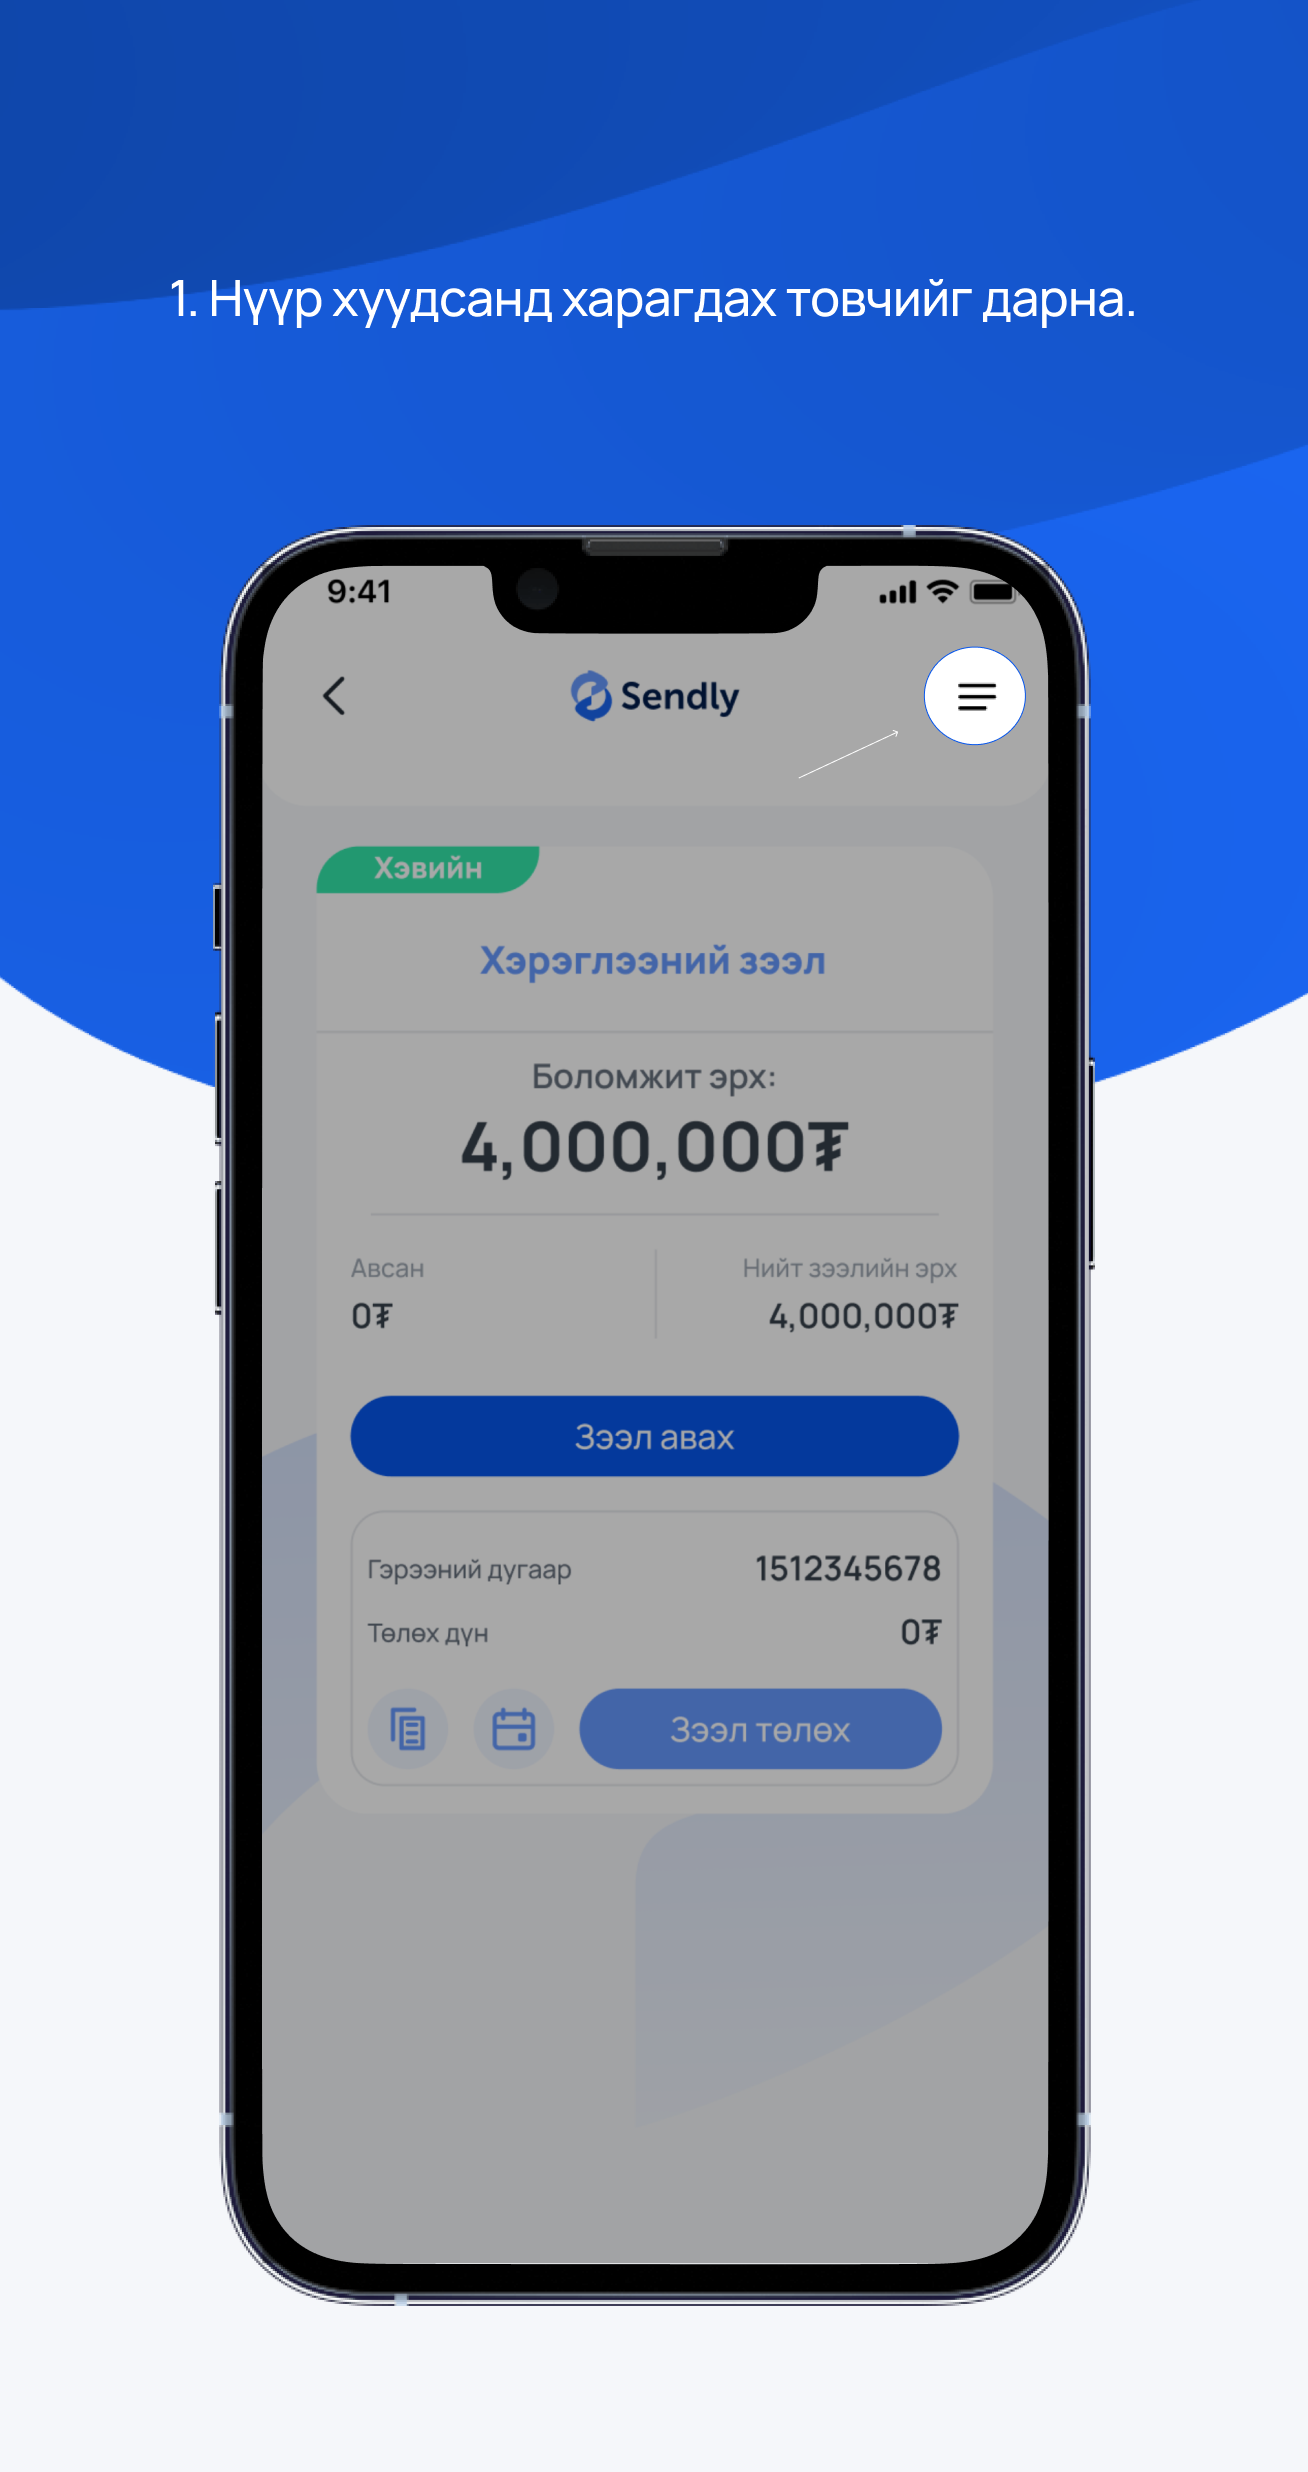 1. Нүүр хуудсанд харагдах товчийг дарна.
9:41
Sendly
Хэвийн
Хэрэглээний зээл
Боломжит эрх:
4,000,000₮
Авсан
Нийт зээлийн эрх
0₮
4,000,000₮
Зээл авах
Гэрээний дугаар
1512345678
Төлөх дүн
0₮
Зээл төлөх